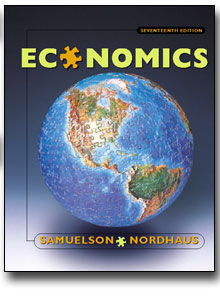 SEVENTEENTH EDITION
ECONOMICS
SAMUELSON NORDHAUS